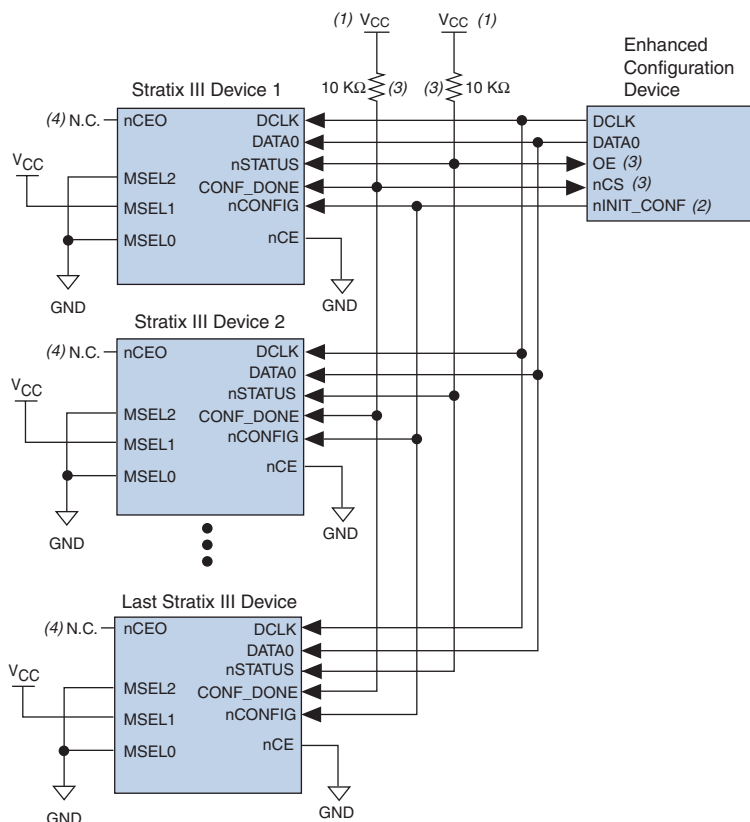 (1) VCC
VCC (1)
10 KΩ (3)
(3) 10 KΩ
Enhanced
Configuration
Device
DCLK
DATA0
OE (3)
nCS (3)
nINIT_CONF (2)
Stratix III Device 1
(4) N.C.
nCEO
VCC
MSEL2
MSEL1
MSEL0
GND
DCLK
DATA0
nSTATUS
CONF_DONE
nCONFIG
nCE
GND
Stratix III Device 2
(4) N.C.
nCEO
VCC
MSEL2
MSEL1
MSEL0
GND
DCLK
DATA0
nSTATUS
CONF_DONE
nCONFIG
nCE
GND
Last Stratix III Device
(4) N.C.
nCEO
VCC
MSEL2
MSEL1
MSEL0
GND
DCLK
DATA0
nSTATUS
CONF_DONE
nCONFIG
nCE
GND